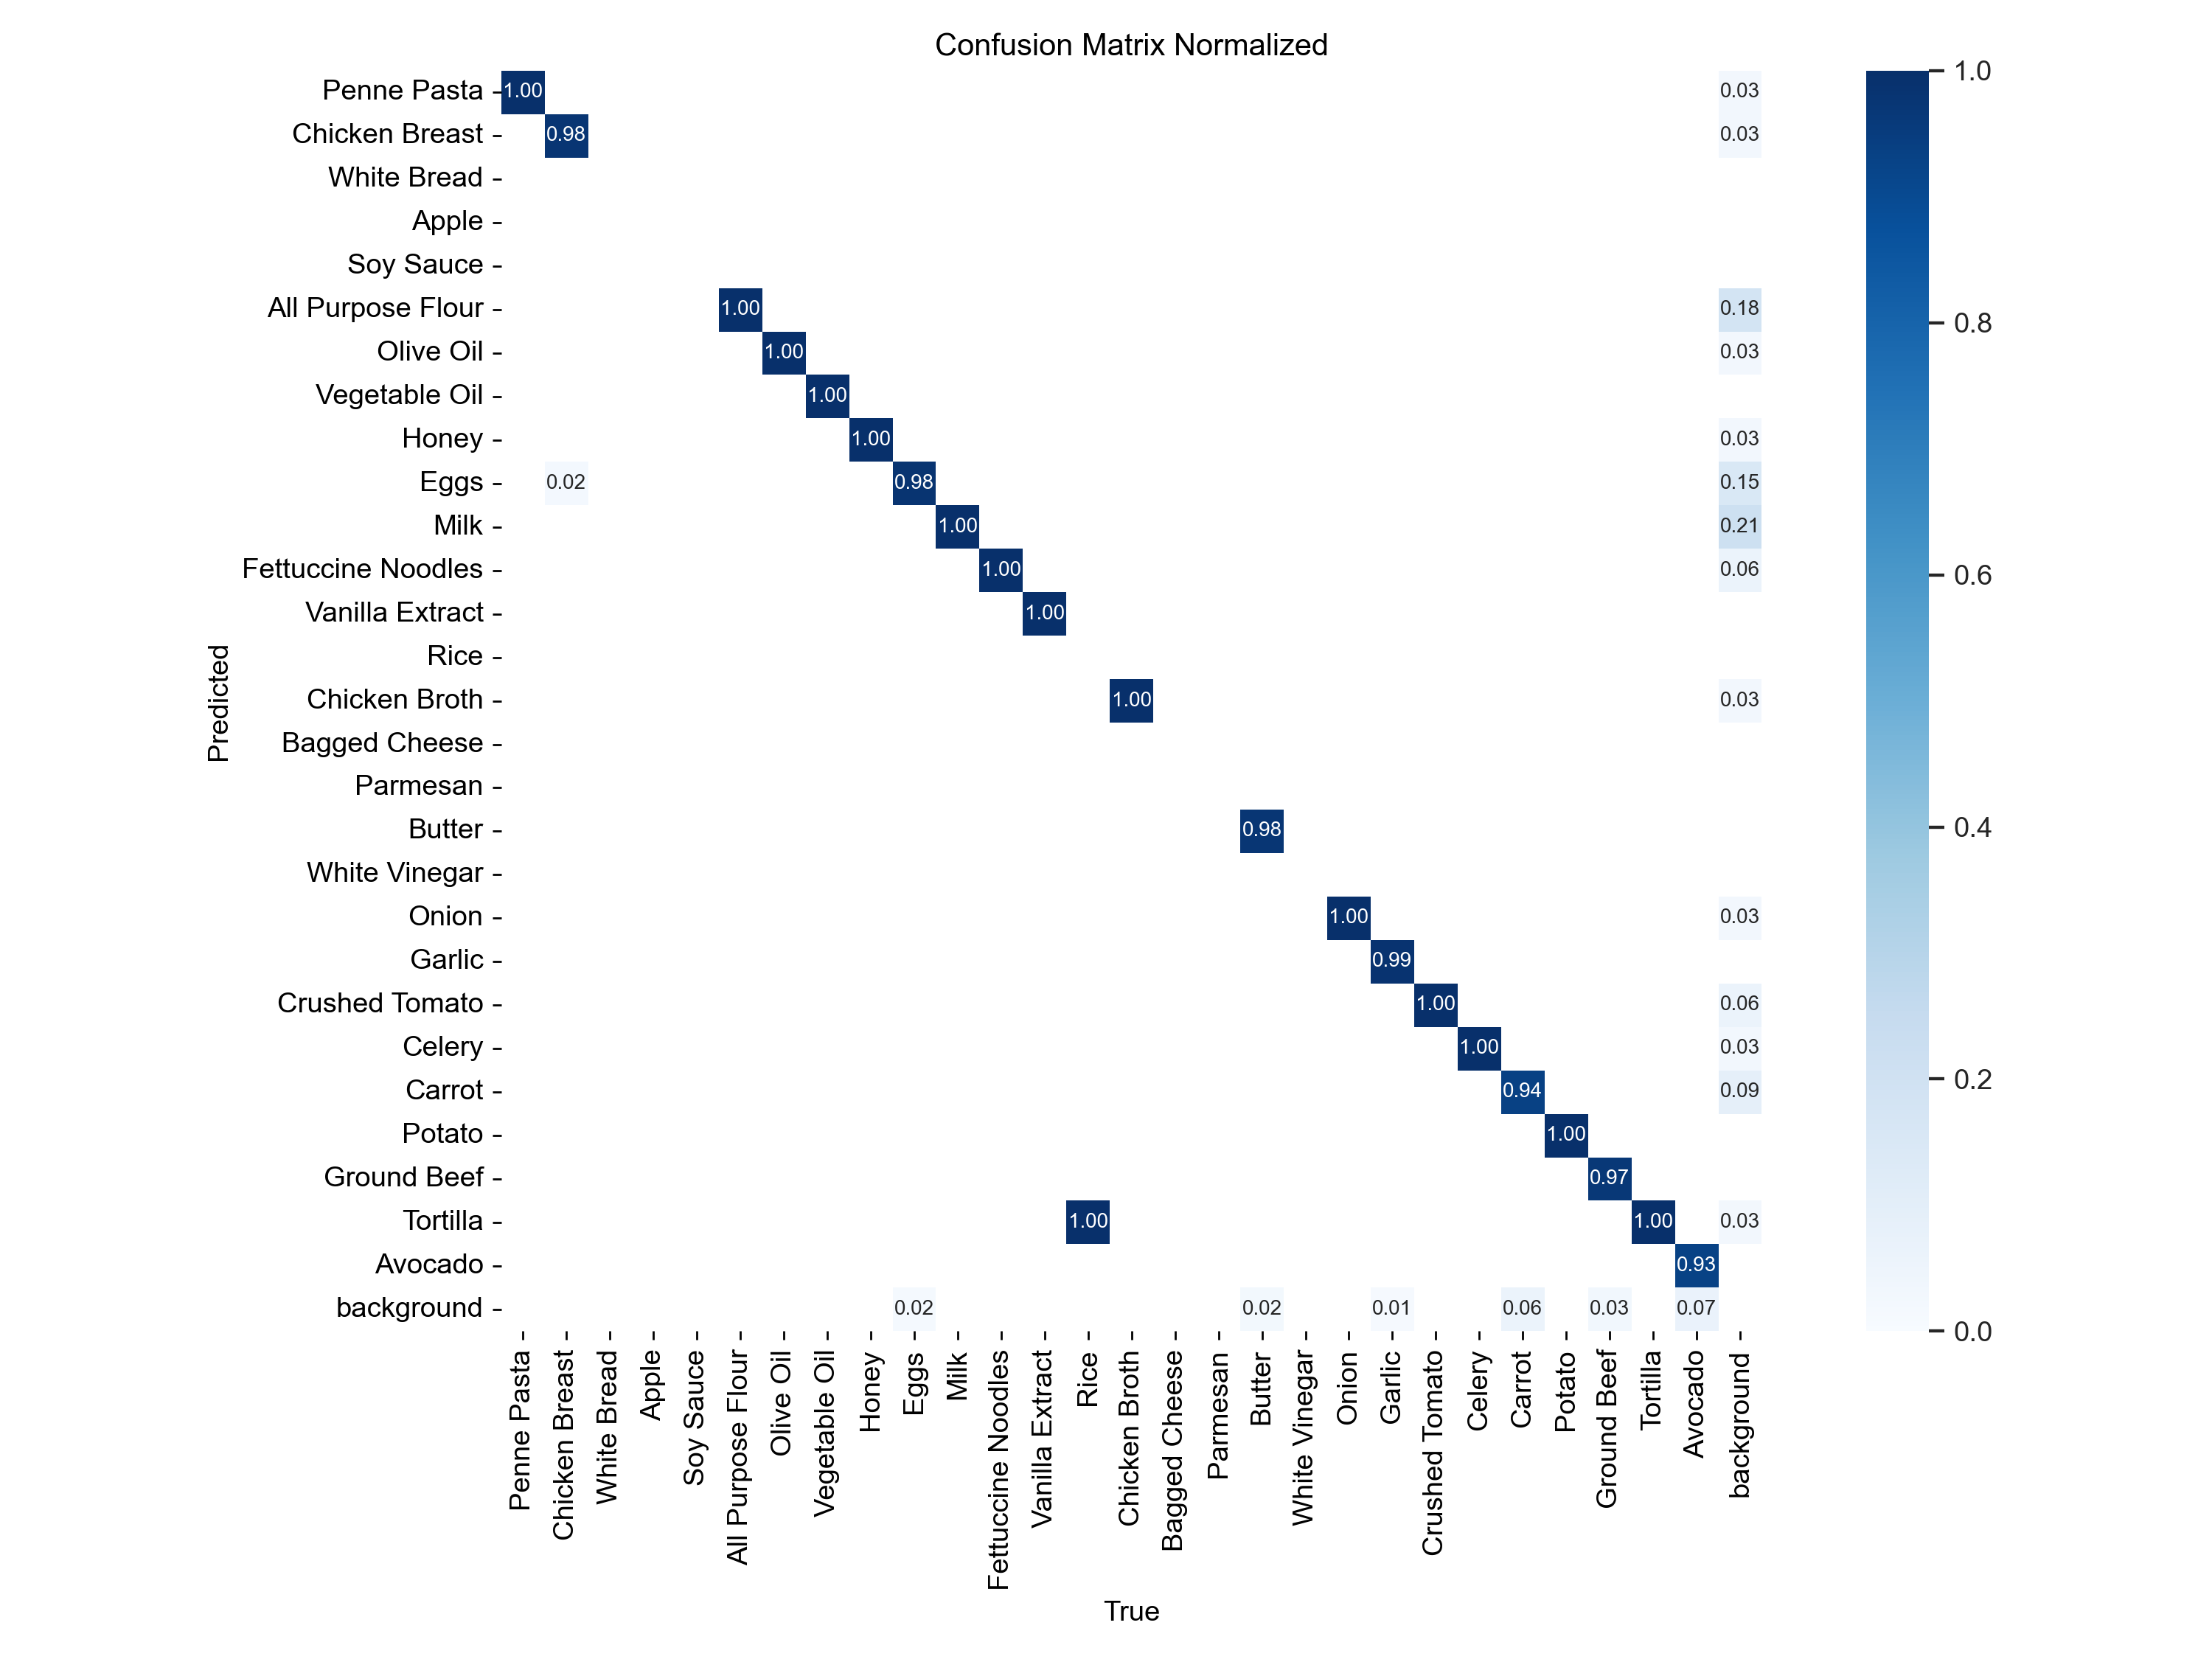 Confusion Matrix Normalized
Penne Pasta 1.00 0.03 1.0
Chicken Breast 0.98 0.03
White Bread
Apple
Soy Sauce
All Purpose Flour 1.00 0.18 0.8
Olive Oil 1.00 0.03
Vegetable Oil 1.00
Honey 1.00 0.03
Eggs 0.02 0.98 0.15
Milk 1.00 0.21
Fettuccine Noodles 1.00 0.06 0.6
Vanilla Extract 1.00
Rice
Chicken Broth 1.00 0.03
Bagged Cheese
Parmesan
Butter 0.98 0.4
White Vinegar
Onion 1.00 0.03
Garlic 0.99
Crushed Tomato 1.00 0.06
Celery 1.00 0.03
Carrot 0.94 0.09 0.2
Potato 1.00
Ground Beef 0.97
Tortilla 1.00 1.00 0.03
Avocado 0.93
background 0.02 0.02 0.01 0.06 0.03 0.07 0.0
Predicted
Penne Pasta
Chicken Breast
White Bread
Apple
Soy Sauce
All Purpose Flour
Olive Oil
Vegetable Oil
Honey
Eggs
Milk
Fettuccine Noodles
Vanilla Extract
Rice
Chicken Broth
Bagged Cheese
Parmesan
Butter
White Vinegar
Onion
Garlic
Crushed Tomato
Celery
Carrot
Potato
Ground Beef
Tortilla
Avocado
background
True